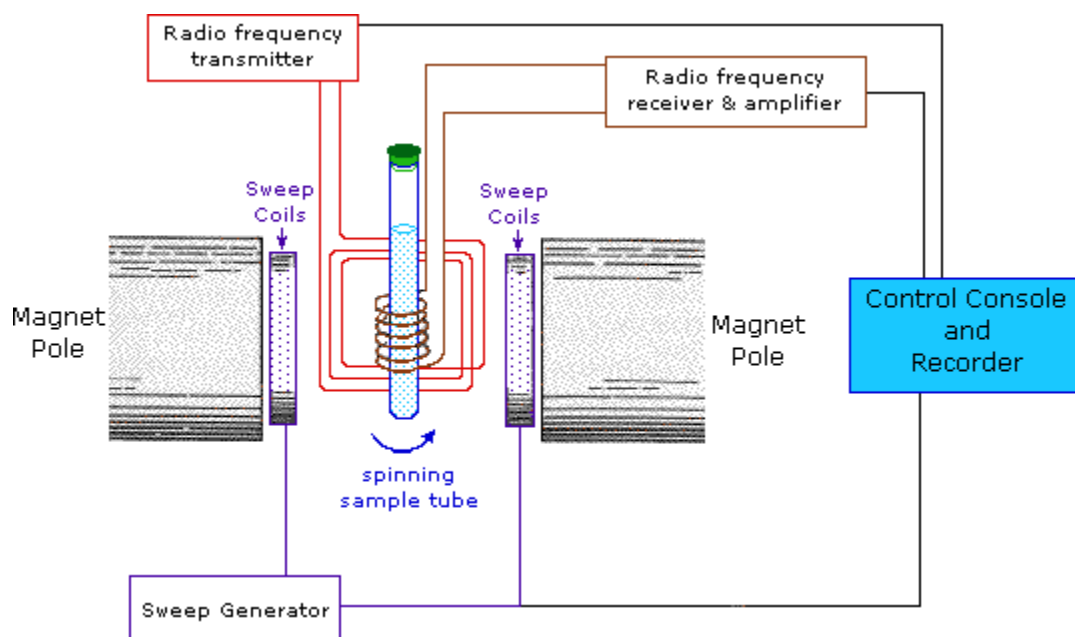 Radio frequency
transmitter
Radio frequency
receiver & amplifier
Sweep
Coils
Sweep
Coils
Magnet
Pole
Magnet
Pole
Control Console
and
Recorder
spinning
sample tube
Sweep Generator